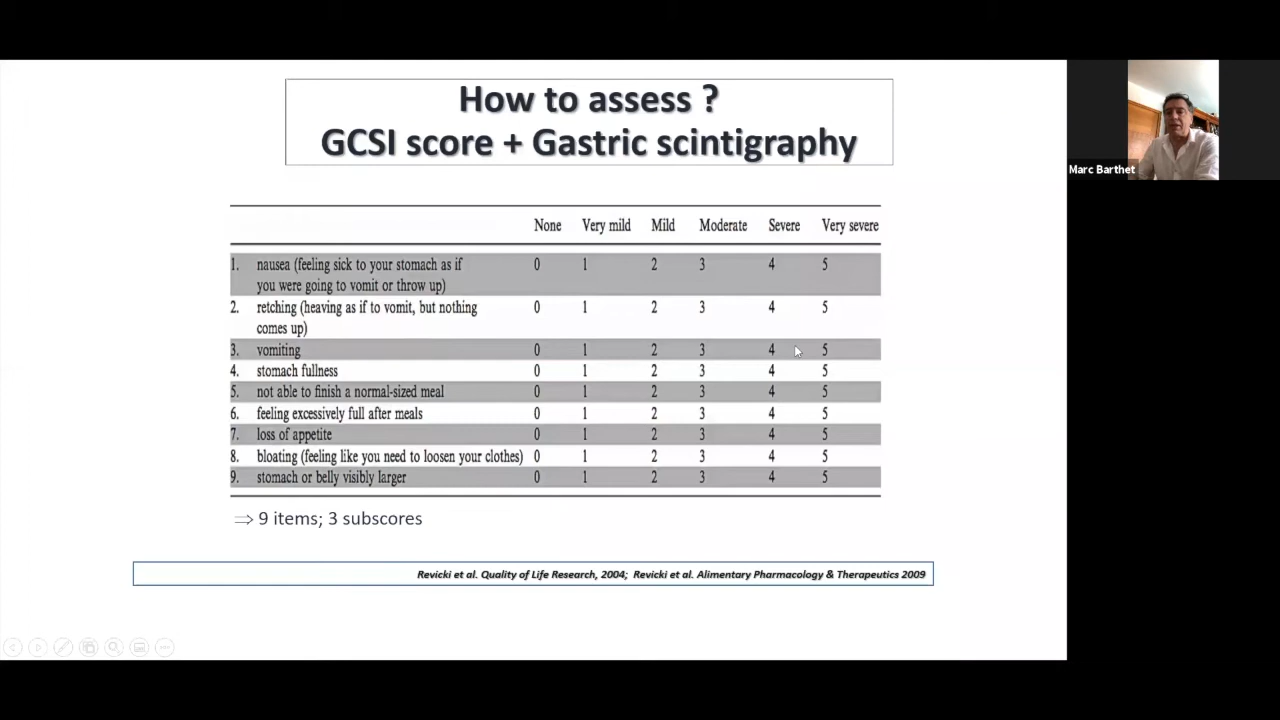 How to assess ?
GCSI score + Gastric scintigraphy
Marc Barthet
None Very mild Mild Moderate Severe Very severe
1. nausea (feeling sick to your stomach as if 0 1 2 3 4 5
you were going to vomit or throw up)
2. retching (heaving as if to vomit, but nothing 0 1 2 3 4 5
comes up)
3. vomiting 0 1 2 3 4 5
4. stomach fullness 0 1 2 3 4 5
5. not able to finish a normal-sized meal 0 1 2 3 4 5
6. feeling excessively full after meals 0 1 2 3 4 5
7. loss of appetite 0 1 2 3 4 5
8. bloating (feeling like you need to loosen your clothes) 0 1 2 3 4 5
9. stomach or belly visibly larger 0 1 2 3 4 5
⇒ 9 items; 3 subscores
Revicki et al. Quality of Life Research, 2004; Revicki et al. Alimentary Pharmacology & Therapeutics 2009